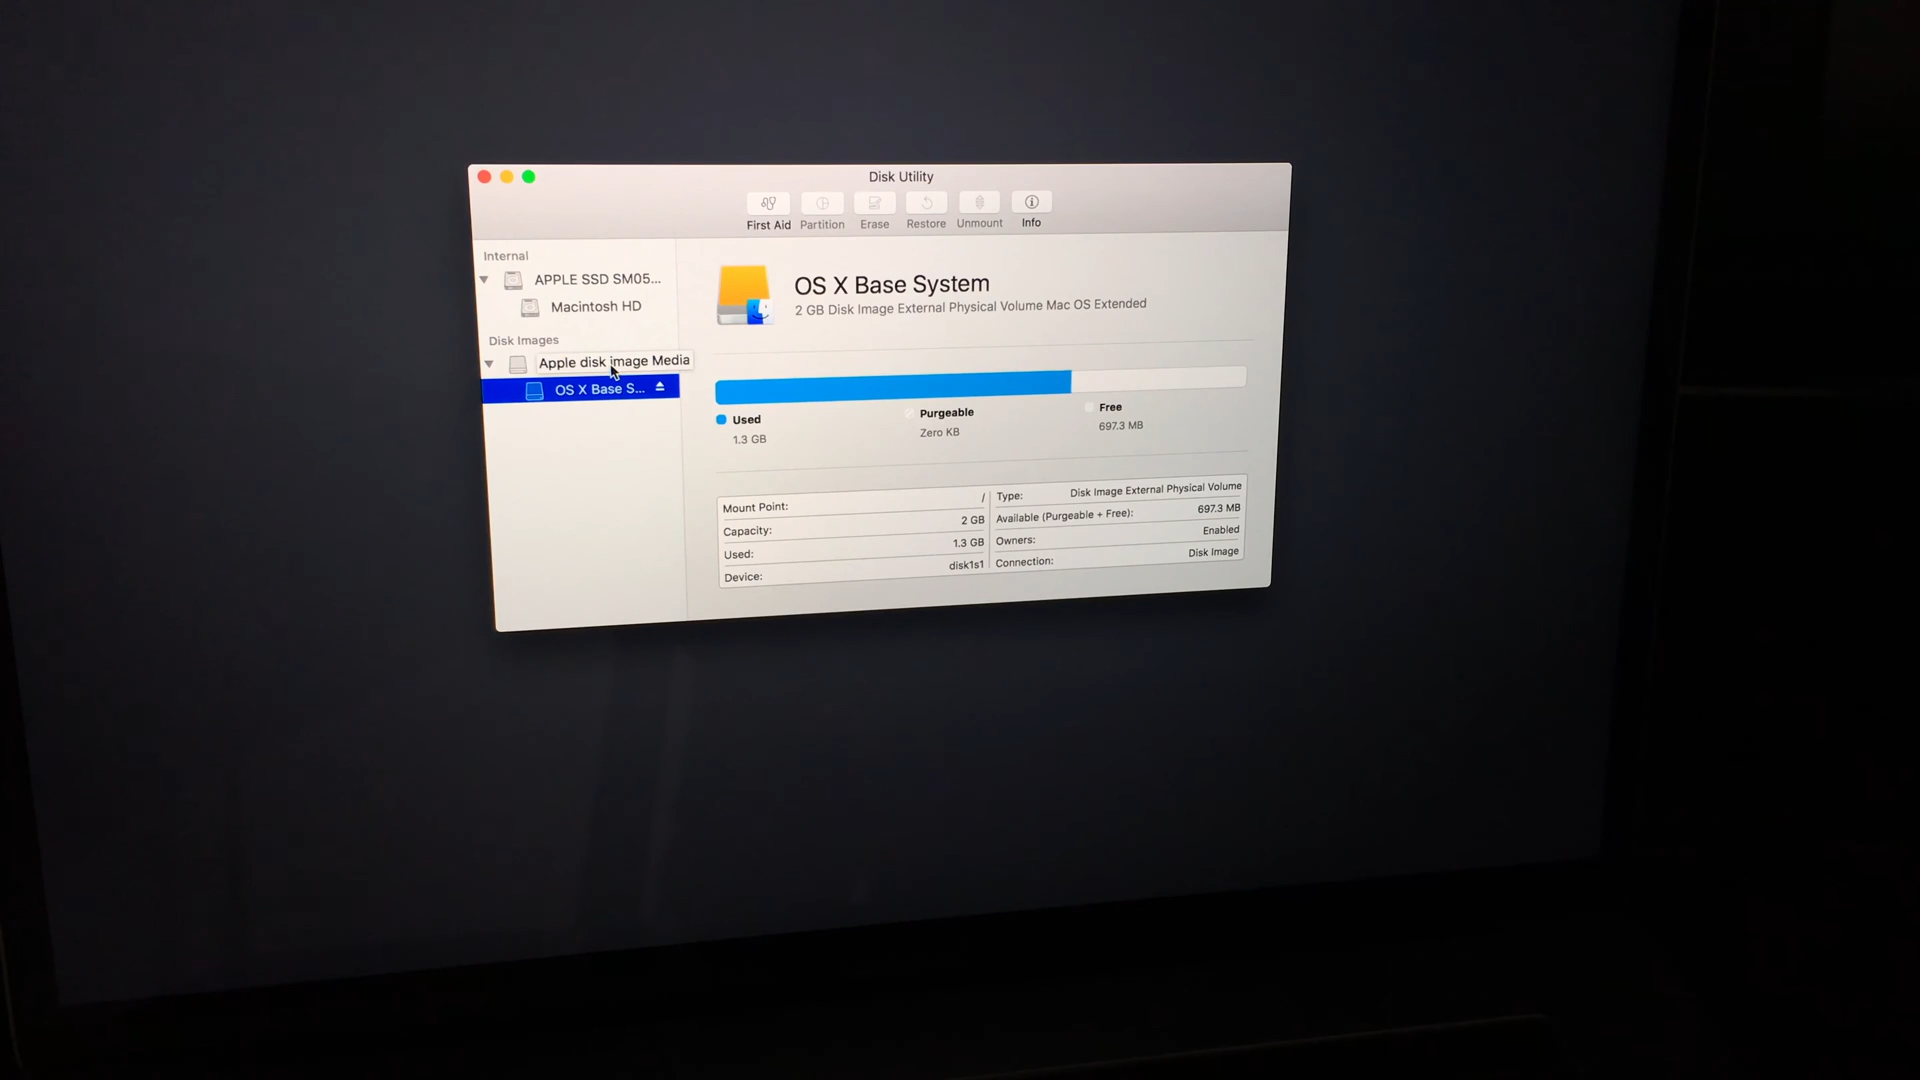 Disk Utility
First Aid Partition Erase Restore Unmount Info
Internal
APPLE SSD SM05...
Macintosh HD
Disk Images
Apple disk image Media
OS X Base S...
OS X Base System
2 GB Disk Image External Physical Volume Mac OS Extended
Used
1.3 GB
Purgeable
Zero KB
Free
697.3 MB
Mount Point: /
Capacity: 2 GB
Used: 1.3 GB
Device: disk1s1
Type: Disk Image External Physical Volume
Available (Purgeable + Free): 697.3 MB
Owners: Enabled
Connection: Disk Image